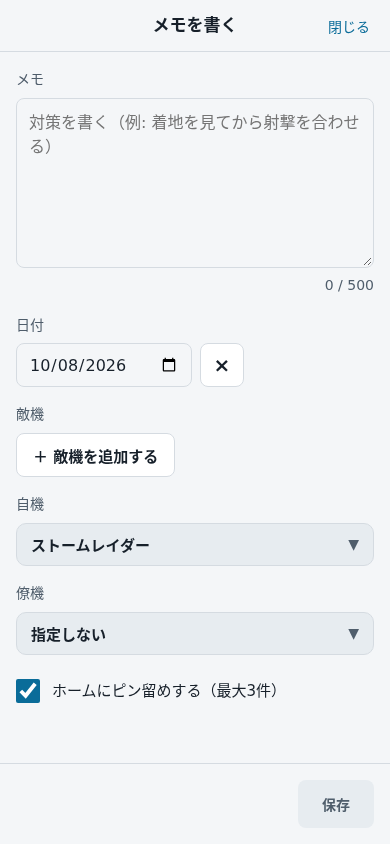 メモを書く
閉じる
メモ
対策を書く（例: 着地を見てから射撃を合わせ
る）
0 / 500
日付
10/08/2026
×
敵機
＋ 敵機を追加する
自機
ストームレイダー ▼
僚機
指定しない ▼
ホームにピン留めする（最大3件）
保存